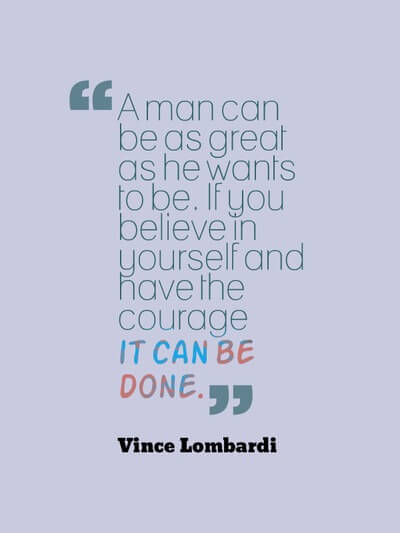 “
A man can
be as great
as he wants
to be. If you
believe in
yourself and
have the
courage
IT CAN BE
DONE.”
Vince Lombardi